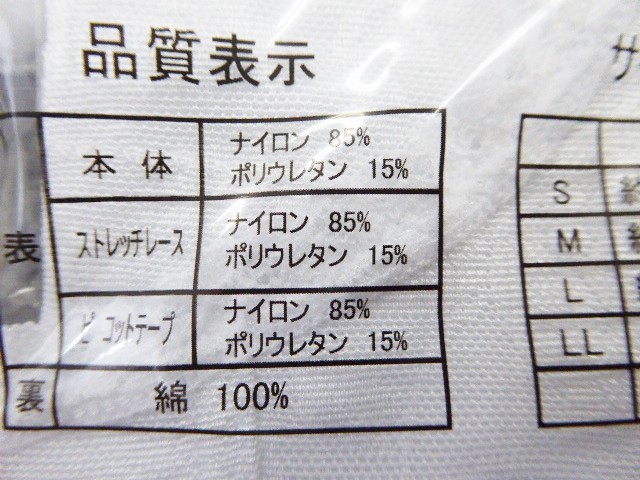 品質表示
表
本体
ナイロン 85%
ポリウレタン 15%
ストレッチレース
ナイロン 85%
ポリウレタン 15%
ピコットテープ
ナイロン 85%
ポリウレタン 15%
裏
綿 100%
サ
S
M
L
LL